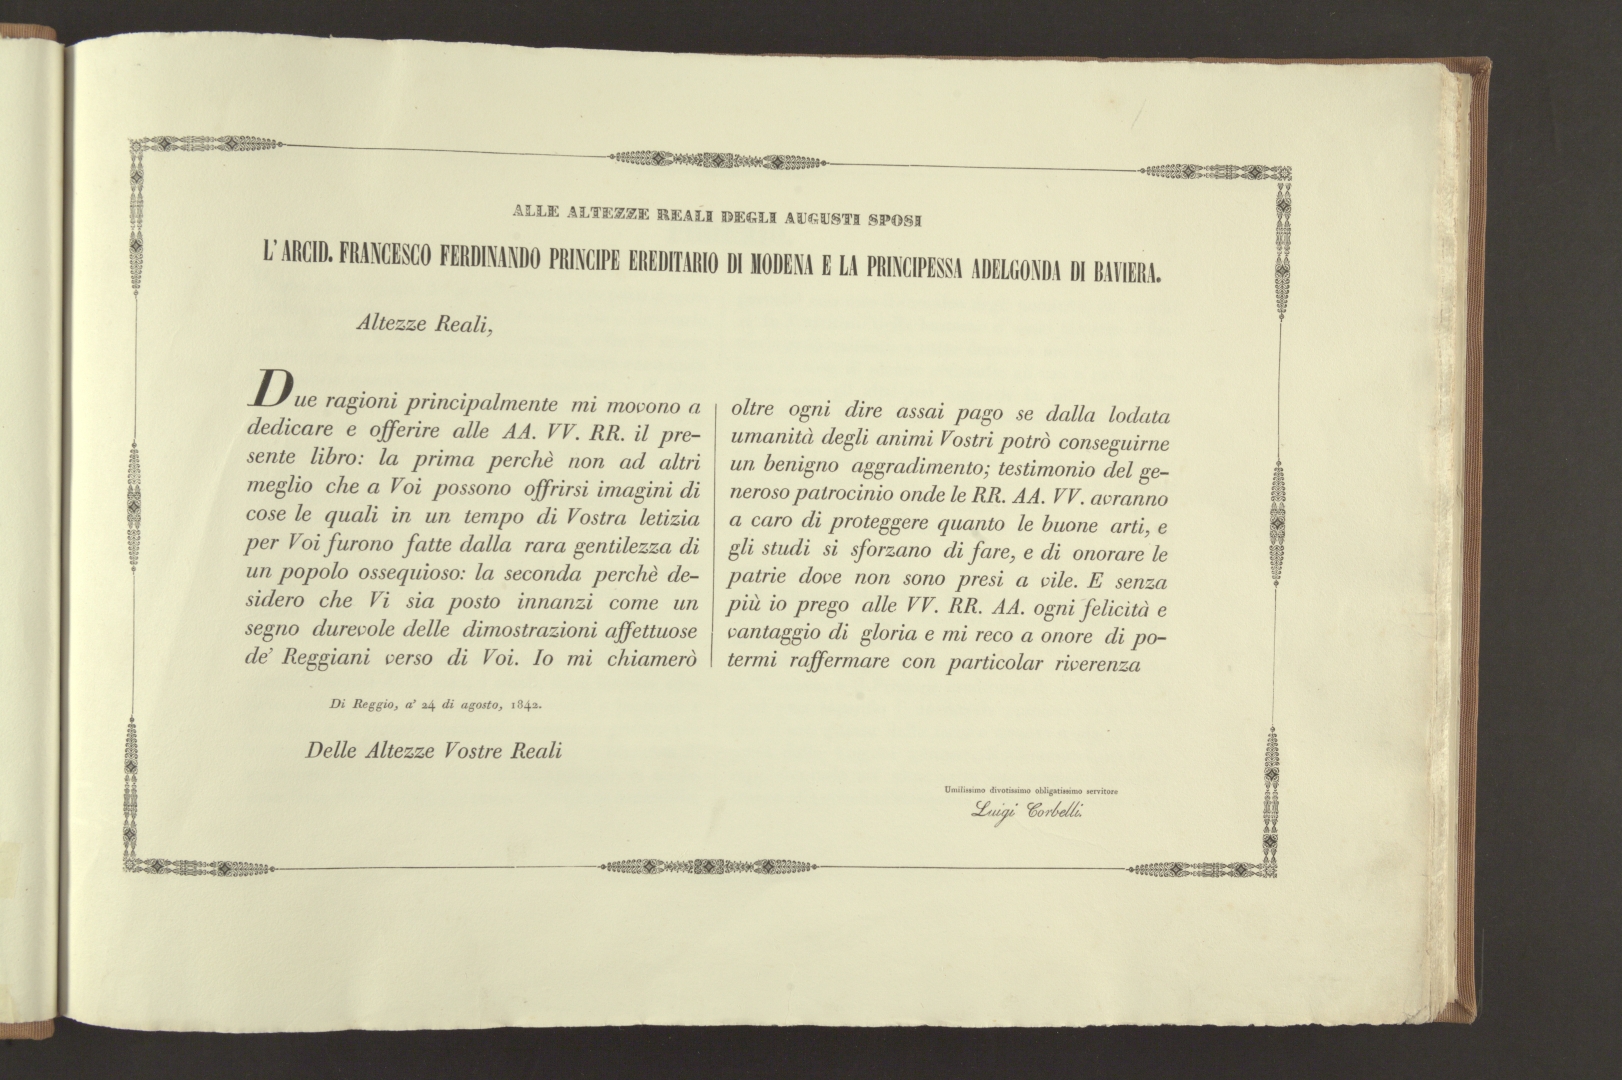 ALLE ALTEZZE REALI DEGLI AUGUSTI SPOSI
L' ARCID. FRANCESCO FERDINANDO PRINCIPE EREDITARIO DI MODENA E LA PRINCIPESSA ADELGONDA DI BAVIERA.
Altezze Reali,
Due ragioni principalmente mi movono a
dedicare e offerire alle AA. VV. RR. il pre-
sente libro: la prima perchè non ad altri
meglio che a Voi possono offrirsi imagini di
cose le quali in un tempo di Vostra letizia
per Voi furono fatte dalla rara gentilezza di
un popolo ossequioso: la seconda perchè de-
sidero che Vi sia posto innanzi come un
segno durevole delle dimostrazioni affettuose
de' Reggiani verso di Voi. Io mi chiamerò
oltre ogni dire assai pago se dalla lodata
umanità degli animi Vostri potrò conseguirne
un benigno aggradimento; testimonio del ge-
neroso patrocinio onde le RR. AA. VV. avranno
a caro di proteggere quanto le buone arti, e
gli studi si sforzano di fare, e di onorare le
patrie dove non sono presi a vile. E senza
più io prego alle VV. RR. AA. ogni felicità e
vantaggio di gloria e mi reco a onore di po-
termi raffermare con particolar riverenza
Di Reggio, a' 24 di agosto, 1842.
Delle Altezze Vostre Reali
Umilissimo divotissimo obligatissimo servitore
Luigi Corbelli.